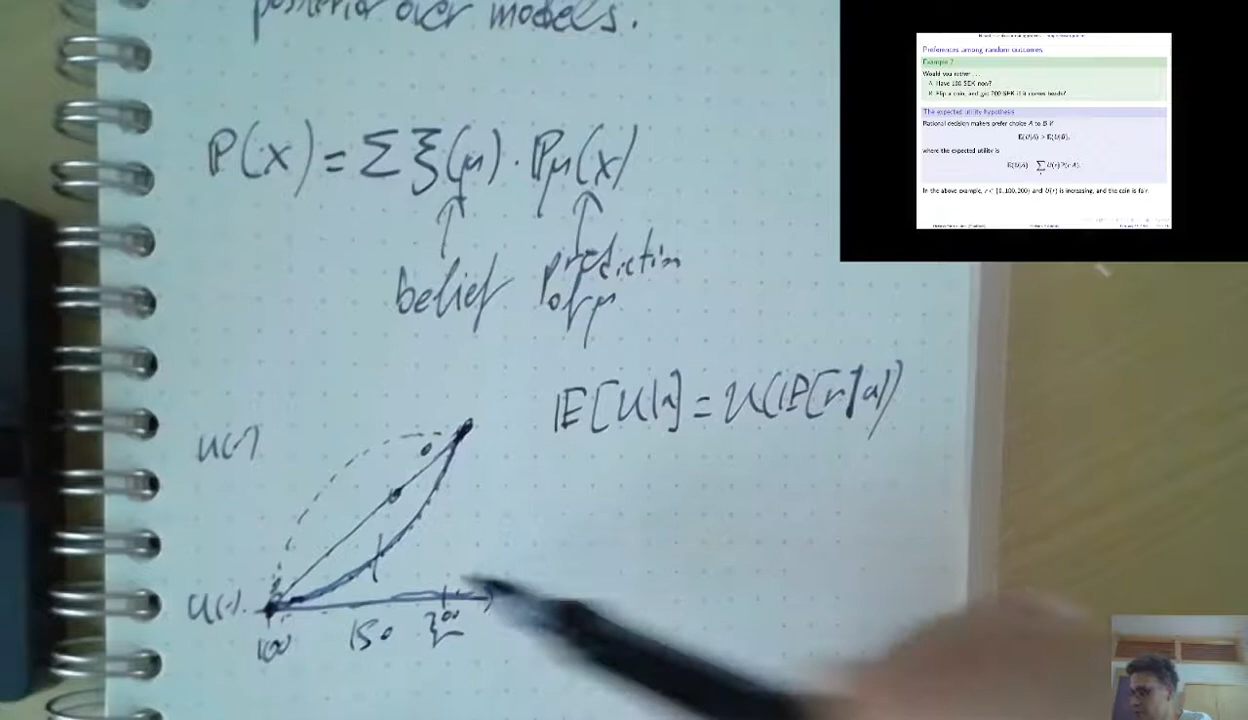 posterior over models.
P(x) = Σ ξ(μ) · Pμ(x)
belief prediction
of μ
E[U|a] = U(E[r|a])
U(·)
U(·)
100 150 200
Preferences among random outcomes
Example 7
Would you rather ...
A Have 100 SEK now?
B Flip a coin, and get 200 SEK if it comes heads?
The expected utility hypothesis
Rational decision makers prefer choice A to B if
E(U|A) > E(U|B),
where the expected utility is
E(U|A) = Σ U(r) P(r|A).
In the above example, r ∈ {0, 100, 200} and U(r) is increasing, and the coin is fair.